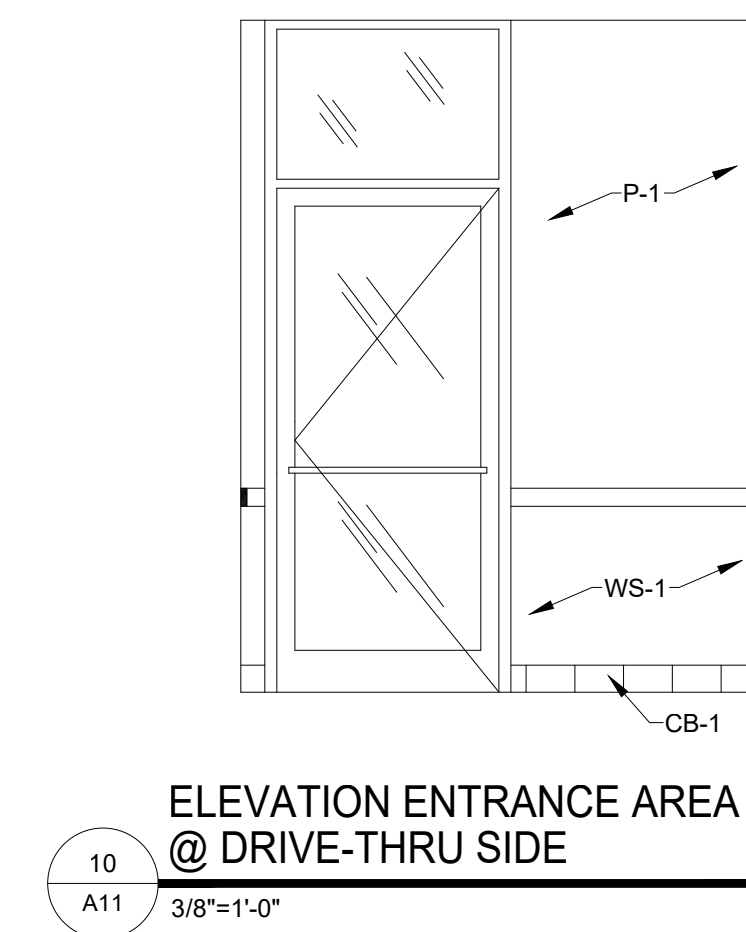 P-1
WS-1
CB-1
ELEVATION ENTRANCE AREA
@ DRIVE-THRU SIDE
10
A11
3/8"=1'-0"